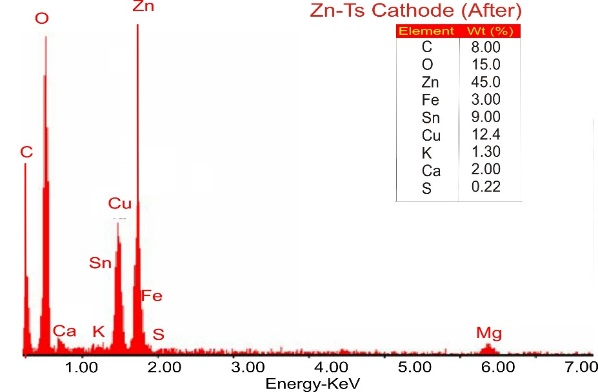 Zn-Ts Cathode (After)
Element Wt (%)
C 8.00
O 15.0
Zn 45.0
Fe 3.00
Sn 9.00
Cu 12.4
K 1.30
Ca 2.00
S 0.22
Zn
O
C
Cu
Sn
Fe
Ca
K
S
Mg
1.00 2.00 3.00 4.00 5.00 6.00 7.00
Energy-KeV